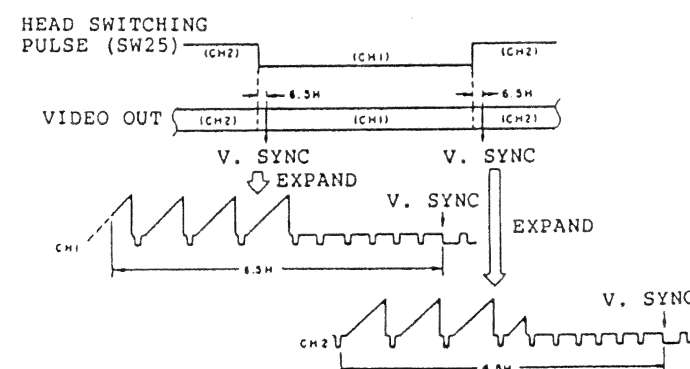 HEAD SWITCHING
PULSE (SW25)
(CH2)
(CH1)
(CH2)
6.5H
6.5H
VIDEO OUT
(CH2)
(CH1)
(CH2)
V. SYNC
V. SYNC
EXPAND
V. SYNC
EXPAND
CH1
6.5H
V. SYNC
CH2
6.5H